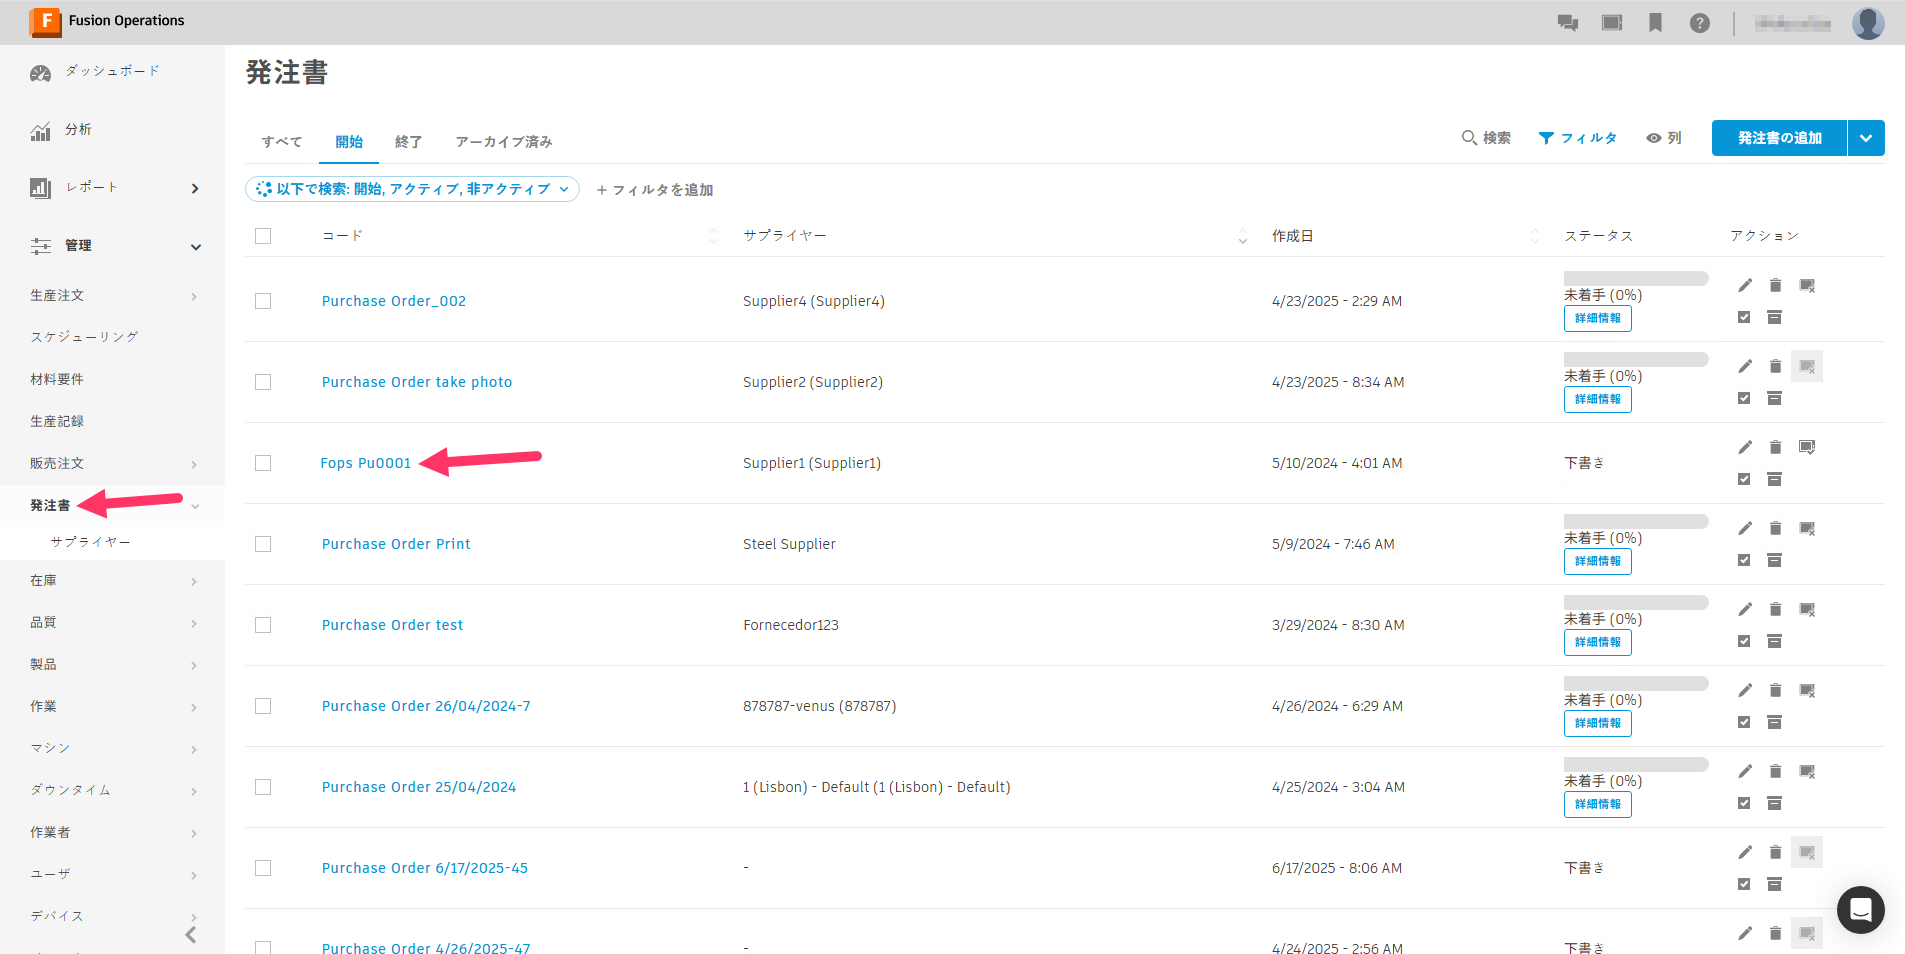 F Fusion Operations
ダッシュボード
分析
レポート
管理
生産注文
スケジューリング
材料要件
生産記録
販売注文
発注書
サプライヤー
在庫
品質
製品
作業
マシン
ダウンタイム
作業者
ユーザ
デバイス
発注書
すべて 開始 終了 アーカイブ済み
検索 フィルタ 列 発注書の追加
以下で検索: 開始, アクティブ, 非アクティブ + フィルタを追加
コード サプライヤー 作成日 ステータス アクション
Purchase Order_002 Supplier4 (Supplier4) 4/23/2025 - 2:29 AM 未着手 (0%)
詳細情報
Purchase Order take photo Supplier2 (Supplier2) 4/23/2025 - 8:34 AM 未着手 (0%)
詳細情報
Fops Pu0001 Supplier1 (Supplier1) 5/10/2024 - 4:01 AM 下書き
Purchase Order Print Steel Supplier 5/9/2024 - 7:46 AM 未着手 (0%)
詳細情報
Purchase Order test Fornecedor123 3/29/2024 - 8:30 AM 未着手 (0%)
詳細情報
Purchase Order 26/04/2024-7 878787-venus (878787) 4/26/2024 - 6:29 AM 未着手 (0%)
詳細情報
Purchase Order 25/04/2024 1 (Lisbon) - Default (1 (Lisbon) - Default) 4/25/2024 - 3:04 AM 未着手 (0%)
詳細情報
Purchase Order 6/17/2025-45 - 6/17/2025 - 8:06 AM 下書き
Purchase Order 4/26/2025-47 - 4/24/2025 - 2:56 AM 下書き